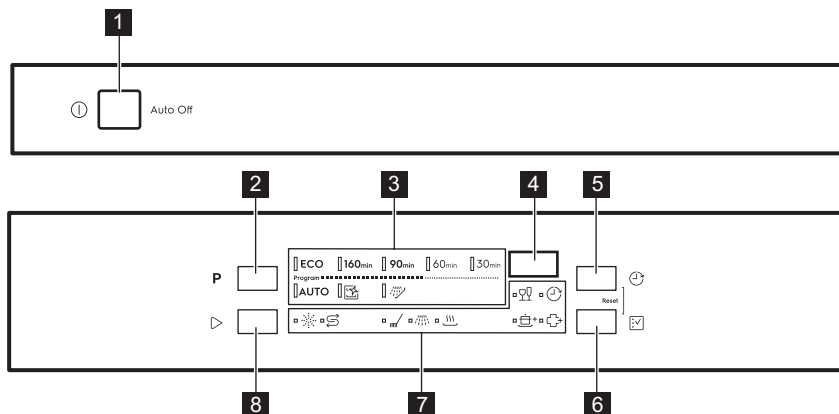 1
Auto Off
2 3 4 5
ECO 160min 90min 60min 30min
P
Program
AUTO
Reset
8 7 6